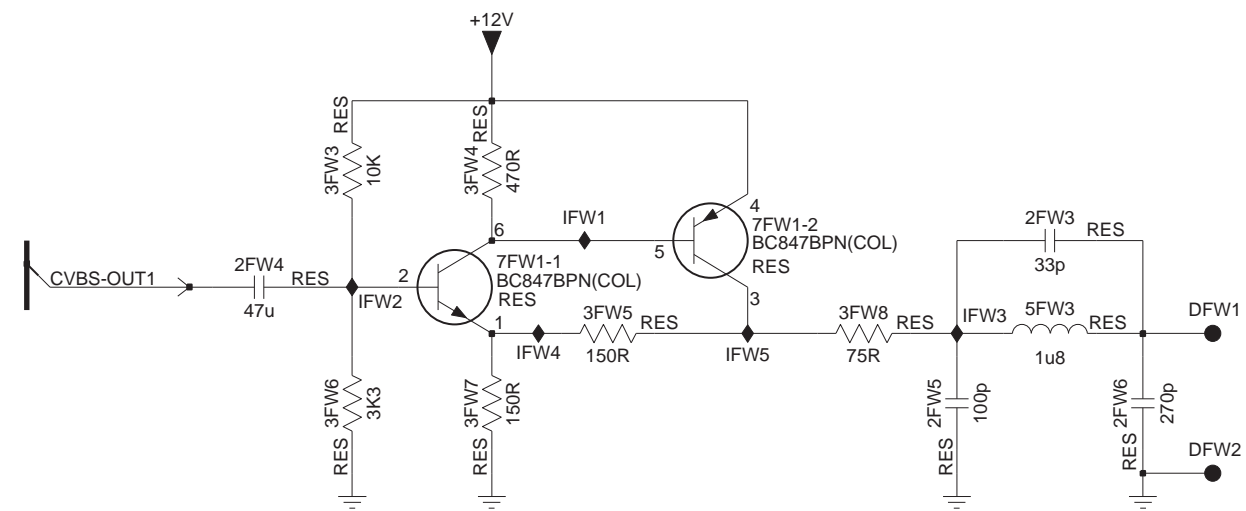 +12V
RES
3FW3
10K
RES
3FW4
470R
IFW1
6
4
5
7FW1-2
BC847BPN(COL)
RES
3
2FW3
RES
33p
CVBS-OUT1
2FW4
RES
47u
IFW2
2
7FW1-1
BC847BPN(COL)
RES
1
IFW4
3FW5
RES
150R
IFW5
3FW8
RES
75R
IFW3
5FW3
RES
1u8
DFW1
3FW6
3K3
RES
3FW7
150R
RES
2FW5
100p
RES
2FW6
270p
RES
DFW2